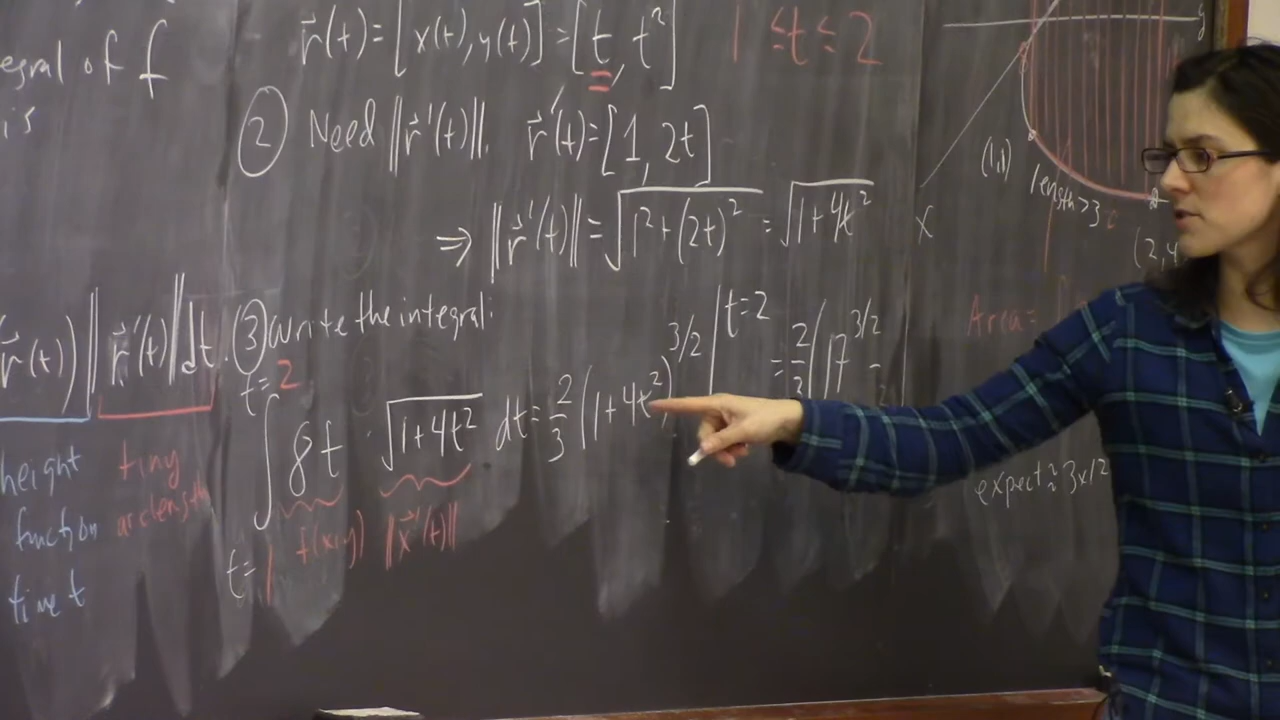 egral of f
is
r⃗(t) = [x(t), y(t)] = [t, t²]
1 ≤ t ≤ 2
② Need ||r⃗'(t)||. r⃗'(t) = [1, 2t]
⇒ ||r⃗'(t)|| = √(1² + (2t)²) = √(1+4t²)
r⃗(t)) ||r⃗'(t)|| dt.
height
function
time t
tiny
arclength
③ Write the integral:
t=2
∫ 8t · √(1+4t²) dt = 2/3 (1+4t²)^3/2 | t=2 = 2/3 (17^3/2 -
t=1
f(x,y) ||x⃗'(t)||
y
(1,1)
length > 3
x
(2,4
Area =
expect ≈ 3x12